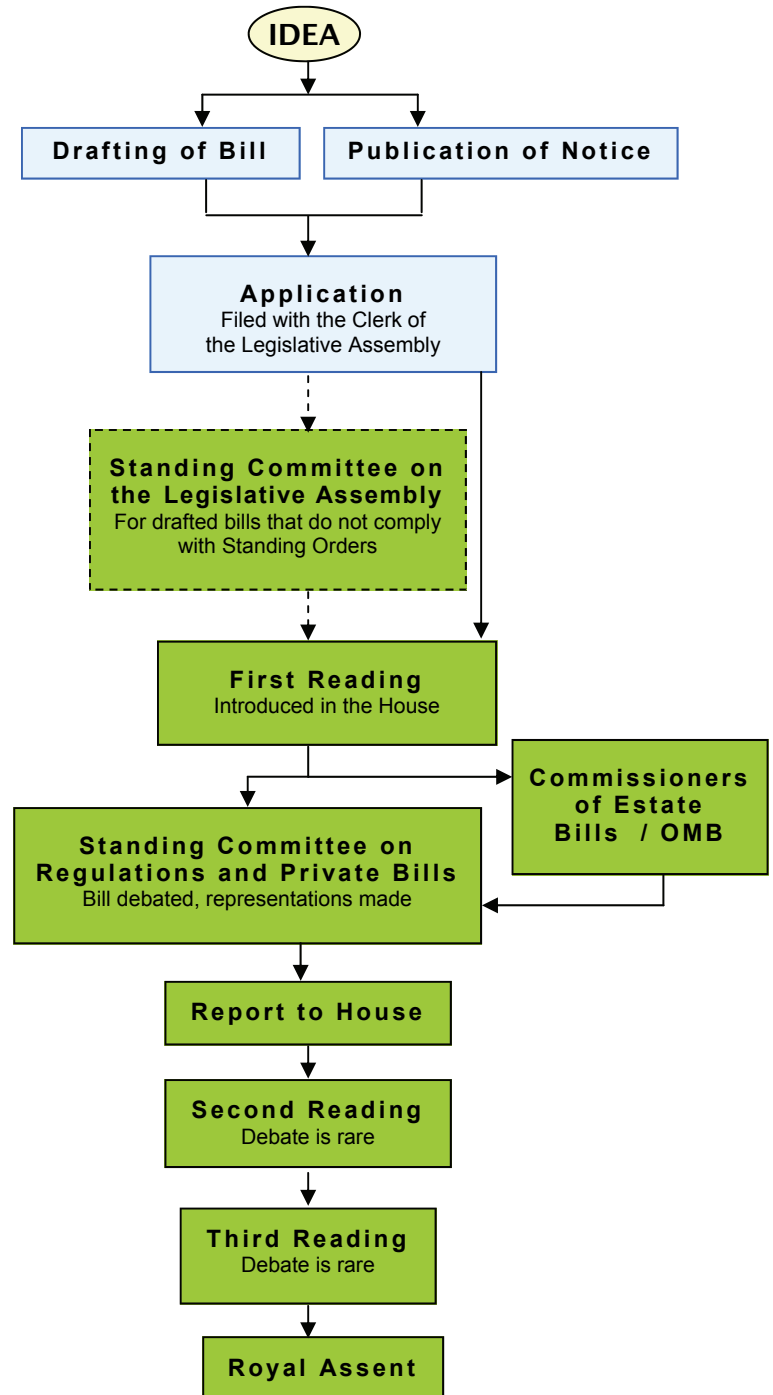 IDEA
Drafting of Bill
Publication of Notice
Application
Filed with the Clerk of
the Legislative Assembly
Standing Committee on
the Legislative Assembly
For drafted bills that do not comply
with Standing Orders
First Reading
Introduced in the House
Commissioners
of Estate
Bills / OMB
Standing Committee on
Regulations and Private Bills
Bill debated, representations made
Report to House
Second Reading
Debate is rare
Third Reading
Debate is rare
Royal Assent